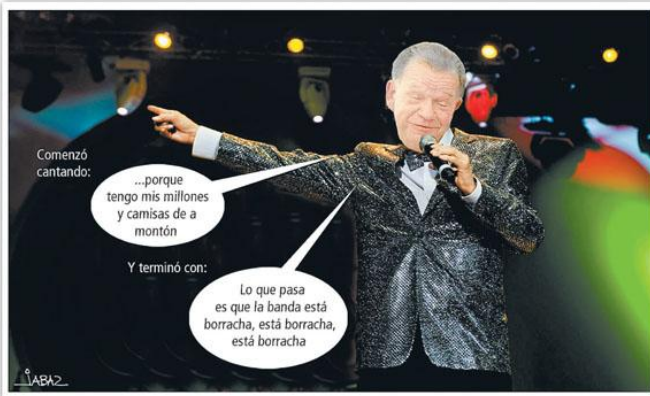 Comenzó
cantando:
...porque
tengo mis millones
y camisas de a
montón
Y terminó con:
Lo que pasa
es que la banda está
borracha, está borracha,
está borracha
JABAZ